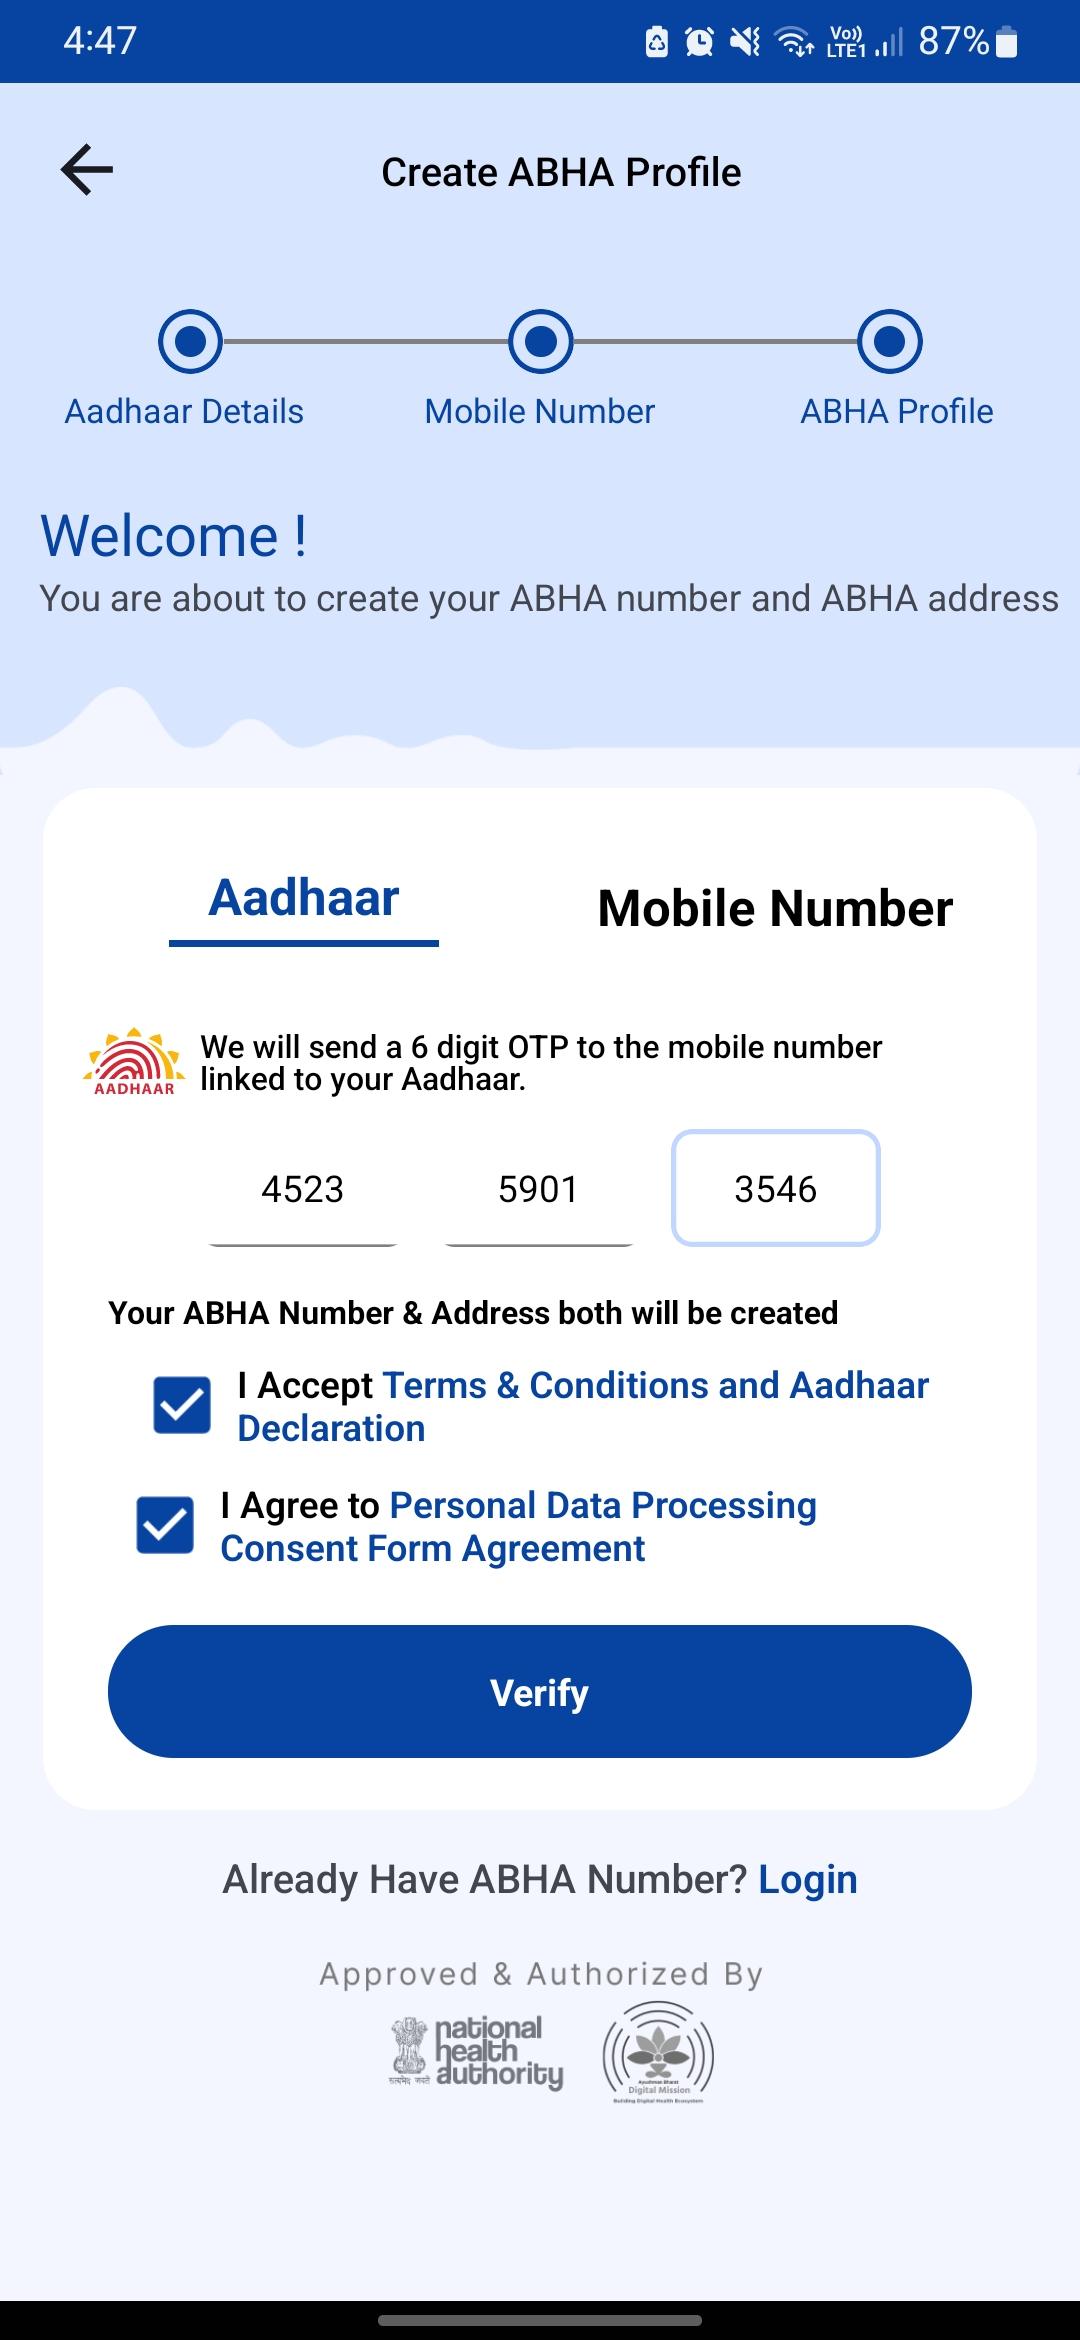 4:47
Vo)) LTE1
87%
Create ABHA Profile
Aadhaar Details
Mobile Number
ABHA Profile
Welcome !
You are about to create your ABHA number and ABHA address
Aadhaar
Mobile Number
We will send a 6 digit OTP to the mobile number
linked to your Aadhaar.
AADHAAR
4523 5901 3546
Your ABHA Number & Address both will be created
I Accept Terms & Conditions and Aadhaar
Declaration
I Agree to Personal Data Processing
Consent Form Agreement
Verify
Already Have ABHA Number? Login
Approved & Authorized By
national
health
authority
सत्यमेव जयते
Ayushman Bharat
Digital Mission
Building Digital Health Ecosystem